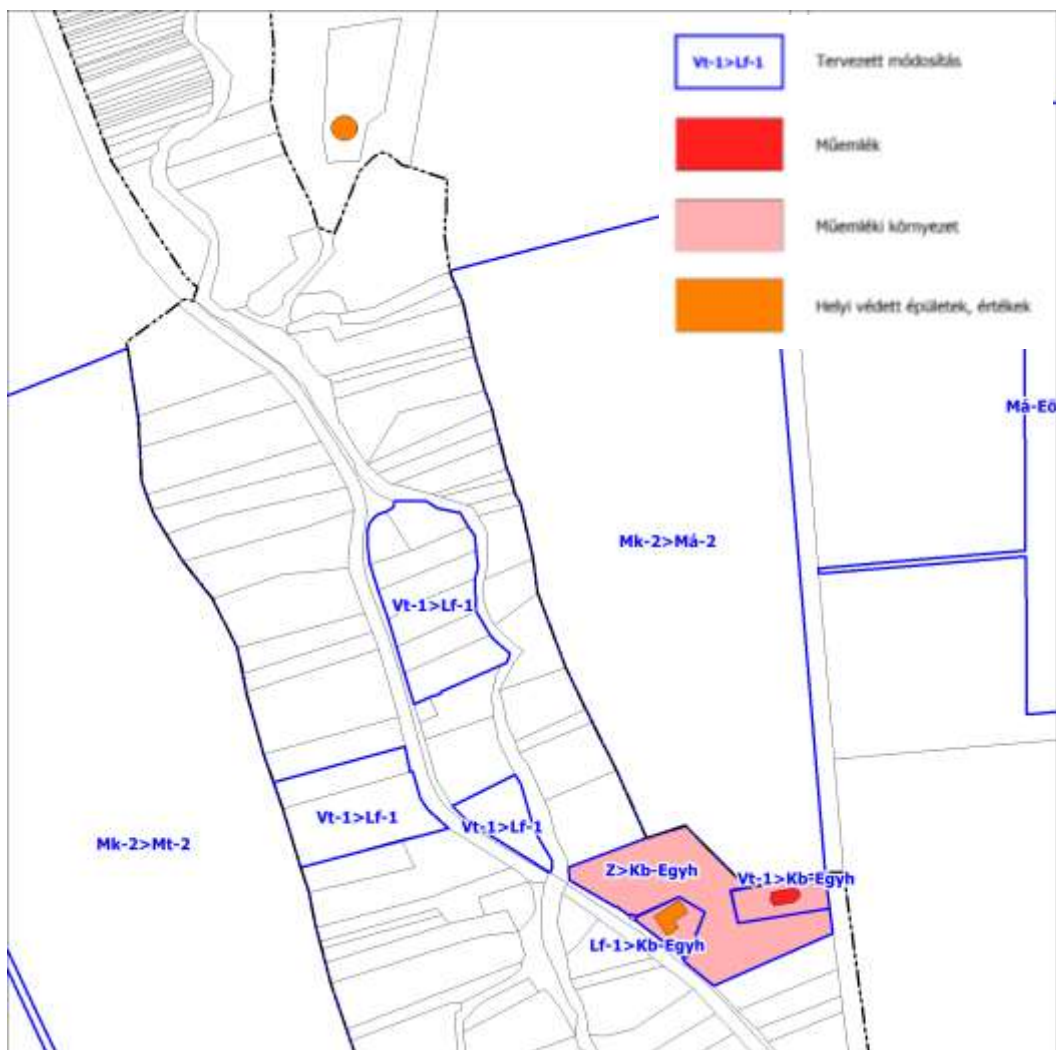 Vt-1>Lf-1
Tervezett módosítás
Műemlék
Műemléki környezet
Helyi védett épületek, értékek
Má-Eö
Mk-2>Má-2
Vt-1>Lf-1
Vt-1>Lf-1
Vt-1>Lf-1
Mk-2>Mt-2
Z>Kb-Egyh
Vt-1>Kb-Egyh
Lf-1>Kb-Egyh